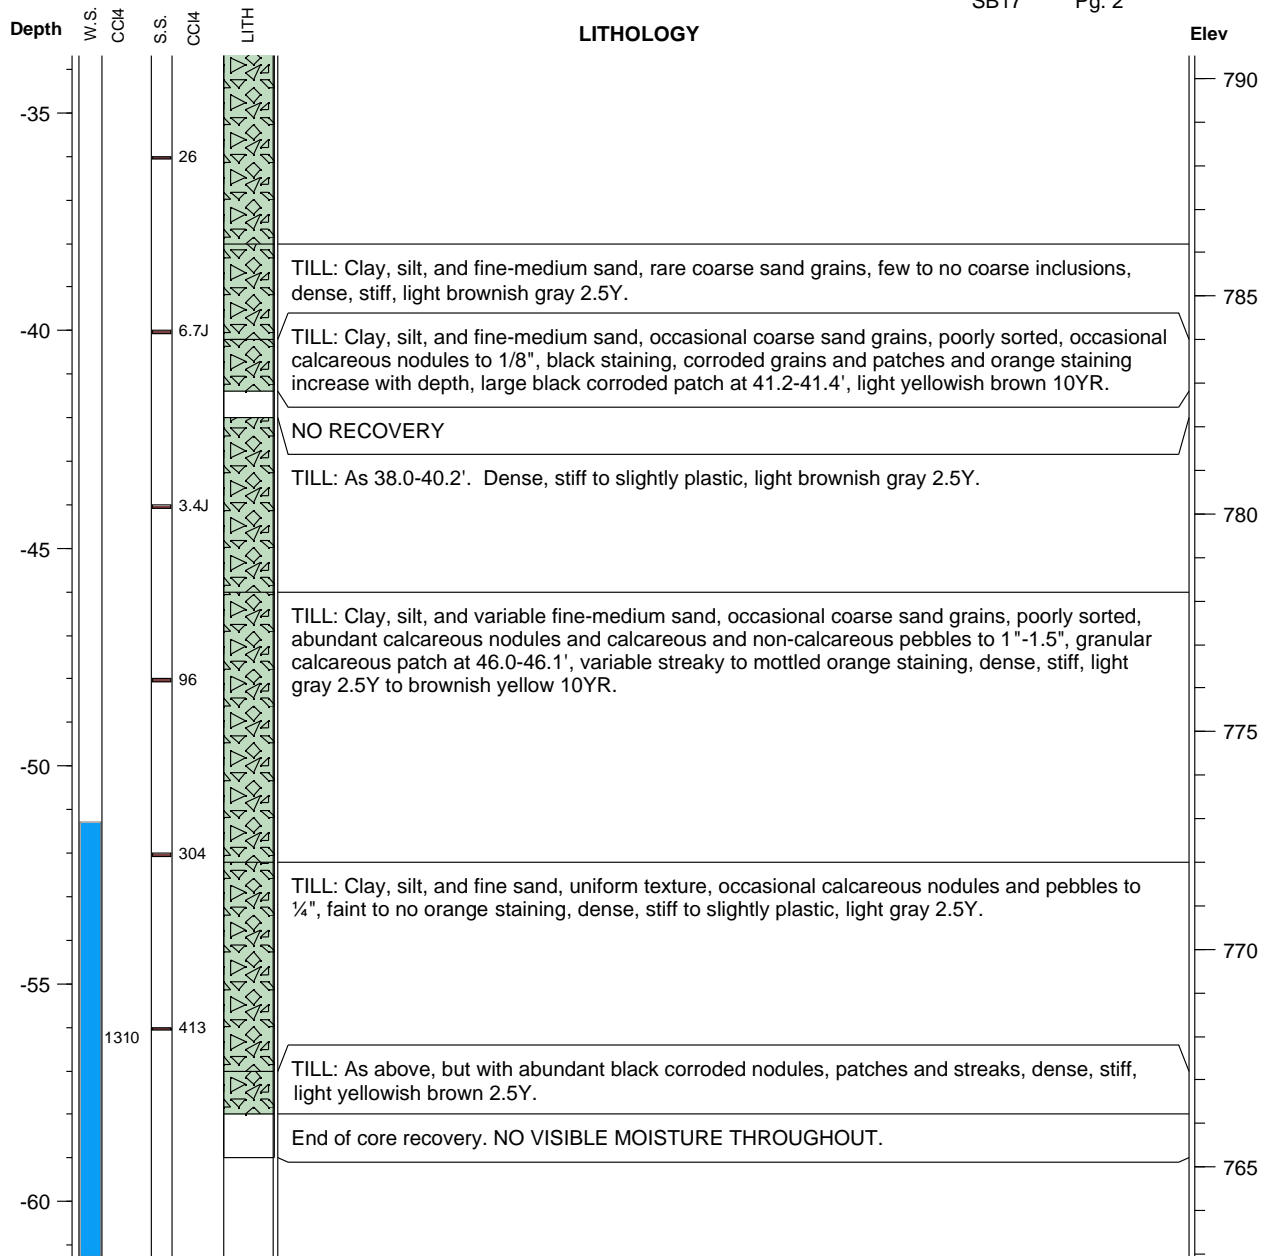 SB17 Pg. 2
Depth W.S. CCl4 S.S. CCl4 LITH LITHOLOGY Elev
790
-35
26
TILL: Clay, silt, and fine-medium sand, rare coarse sand grains, few to no coarse inclusions,
dense, stiff, light brownish gray 2.5Y.
785
-40
6.7J
TILL: Clay, silt, and fine-medium sand, occasional coarse sand grains, poorly sorted, occasional
calcareous nodules to 1/8", black staining, corroded grains and patches and orange staining
increase with depth, large black corroded patch at 41.2-41.4', light yellowish brown 10YR.
NO RECOVERY
TILL: As 38.0-40.2'. Dense, stiff to slightly plastic, light brownish gray 2.5Y.
3.4J
780
-45
TILL: Clay, silt, and variable fine-medium sand, occasional coarse sand grains, poorly sorted,
abundant calcareous nodules and calcareous and non-calcareous pebbles to 1"-1.5", granular
calcareous patch at 46.0-46.1', variable streaky to mottled orange staining, dense, stiff, light
gray 2.5Y to brownish yellow 10YR.
96
775
-50
304
TILL: Clay, silt, and fine sand, uniform texture, occasional calcareous nodules and pebbles to
¼", faint to no orange staining, dense, stiff to slightly plastic, light gray 2.5Y.
770
-55
413
1310
TILL: As above, but with abundant black corroded nodules, patches and streaks, dense, stiff,
light yellowish brown 2.5Y.
End of core recovery. NO VISIBLE MOISTURE THROUGHOUT.
765
-60